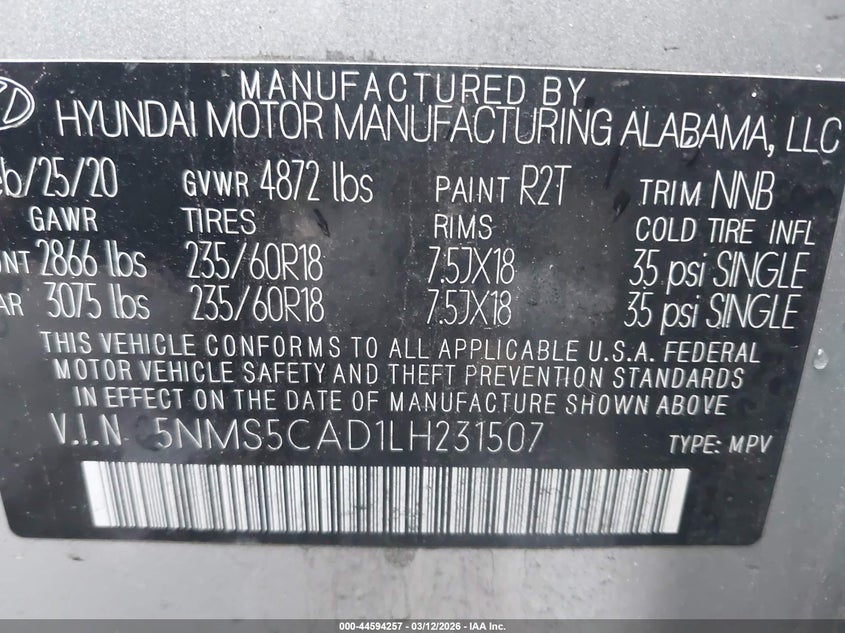 MANUFACTURED BY
HYUNDAI MOTOR MANUFACTURING ALABAMA, LLC
eb/25/20 GVWR 4872 lbs PAINT R2T TRIM NNB
GAWR TIRES RIMS COLD TIRE INFL
ONT 2866 lbs 235/60R18 7.5JX18 35 psi SINGLE
AR 3075 lbs 235/60R18 7.5JX18 35 psi SINGLE
THIS VEHICLE CONFORMS TO ALL APPLICABLE U.S.A. FEDERAL
MOTOR VEHICLE SAFETY AND THEFT PREVENTION STANDARDS
IN EFFECT ON THE DATE OF MANUFACTURE SHOWN ABOVE
V.I.N 5NMS5CAD1LH231507 TYPE: MPV
000-44594257 - 03/12/2026 - IAA Inc.